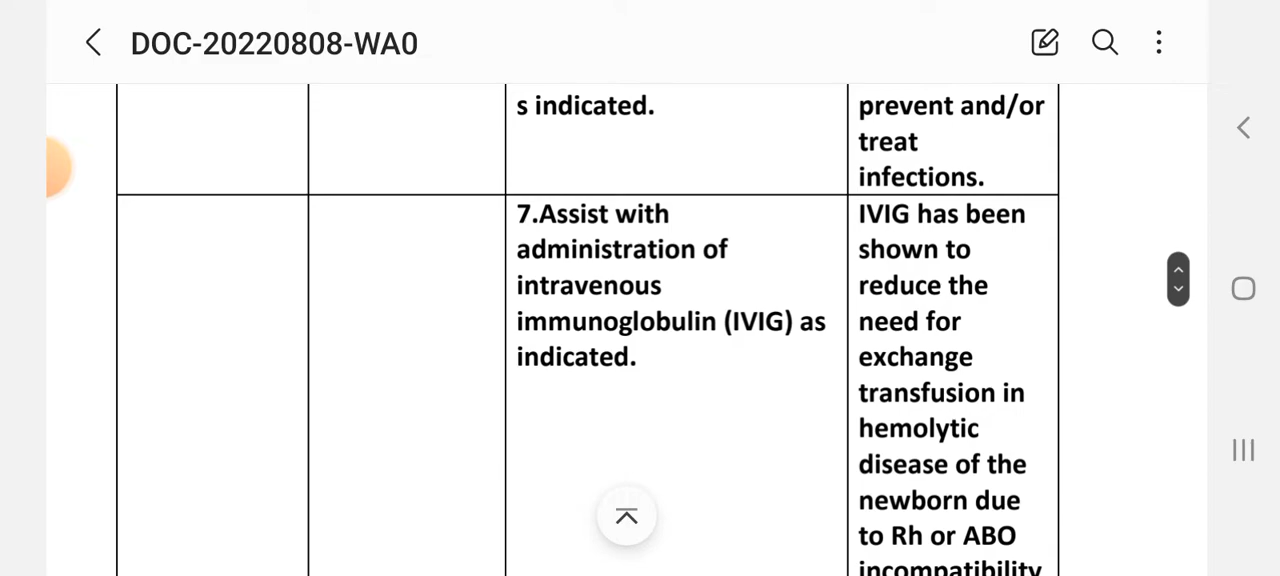 DOC-20220808-WA0
s indicated.
prevent and/or
treat
infections.
7.Assist with
administration of
intravenous
immunoglobulin (IVIG) as
indicated.
IVIG has been
shown to
reduce the
need for
exchange
transfusion in
hemolytic
disease of the
newborn due
to Rh or ABO
incompatibility